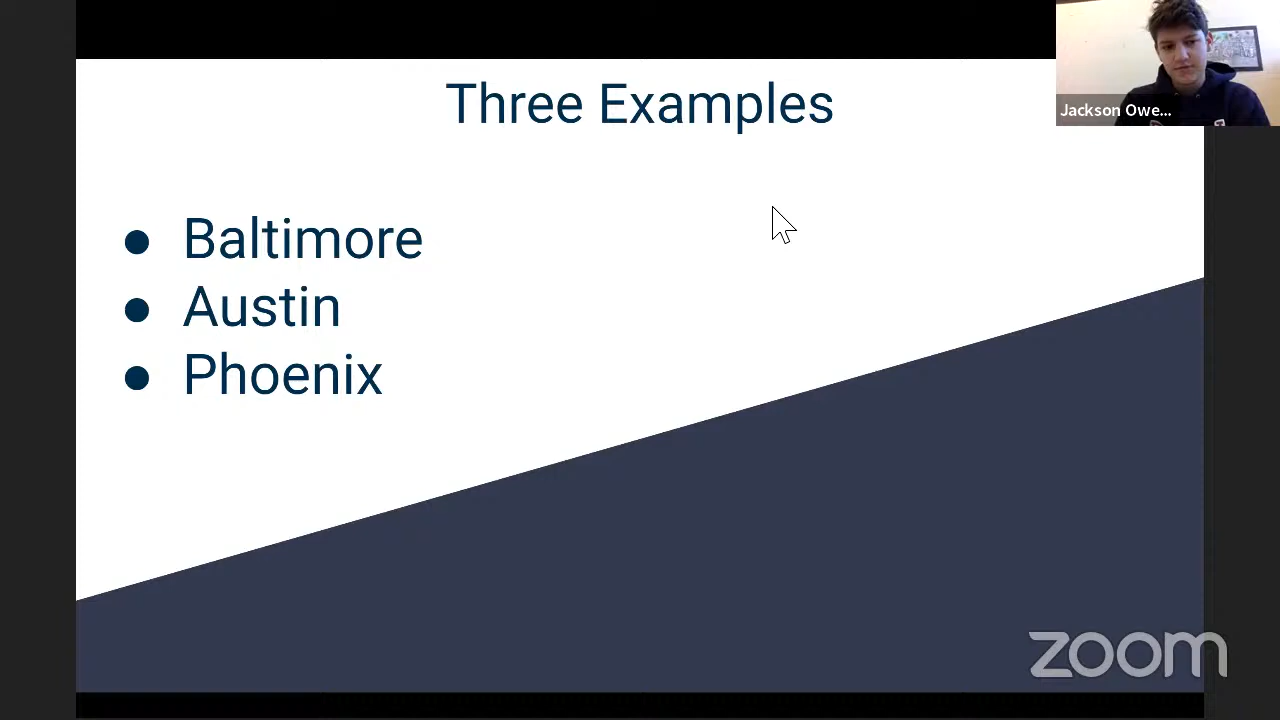 Three Examples
Jackson Owe...
● Baltimore
● Austin
● Phoenix
zoom